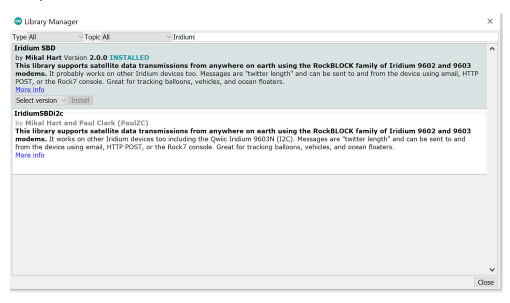 Library Manager
Type All Topic All Iridium
Iridium SBD
by Mikal Hart Version 2.0.0 INSTALLED
This library supports satellite data transmissions from anywhere on earth using the RockBLOCK family of Iridium 9602 and 9603
modems. It probably works on other Iridium devices too. Messages are "twitter length" and can be sent to and from the device using email, HTTP
POST, or the Rock7 console. Great for tracking balloons, vehicles, and ocean floaters.
More info
Select version Install
IridiumSBDi2c
by Mikal Hart and Paul Clark (PaulZC)
This library supports satellite data transmissions from anywhere on earth using the RockBLOCK family of Iridium 9602 and 9603
modems. It works on other Iridium devices too including the Qwiic Iridium 9603N (I2C). Messages are "twitter length" and can be sent to and
from the device using email, HTTP POST, or the Rock7 console. Great for tracking balloons, vehicles, and ocean floaters.
More info
Close